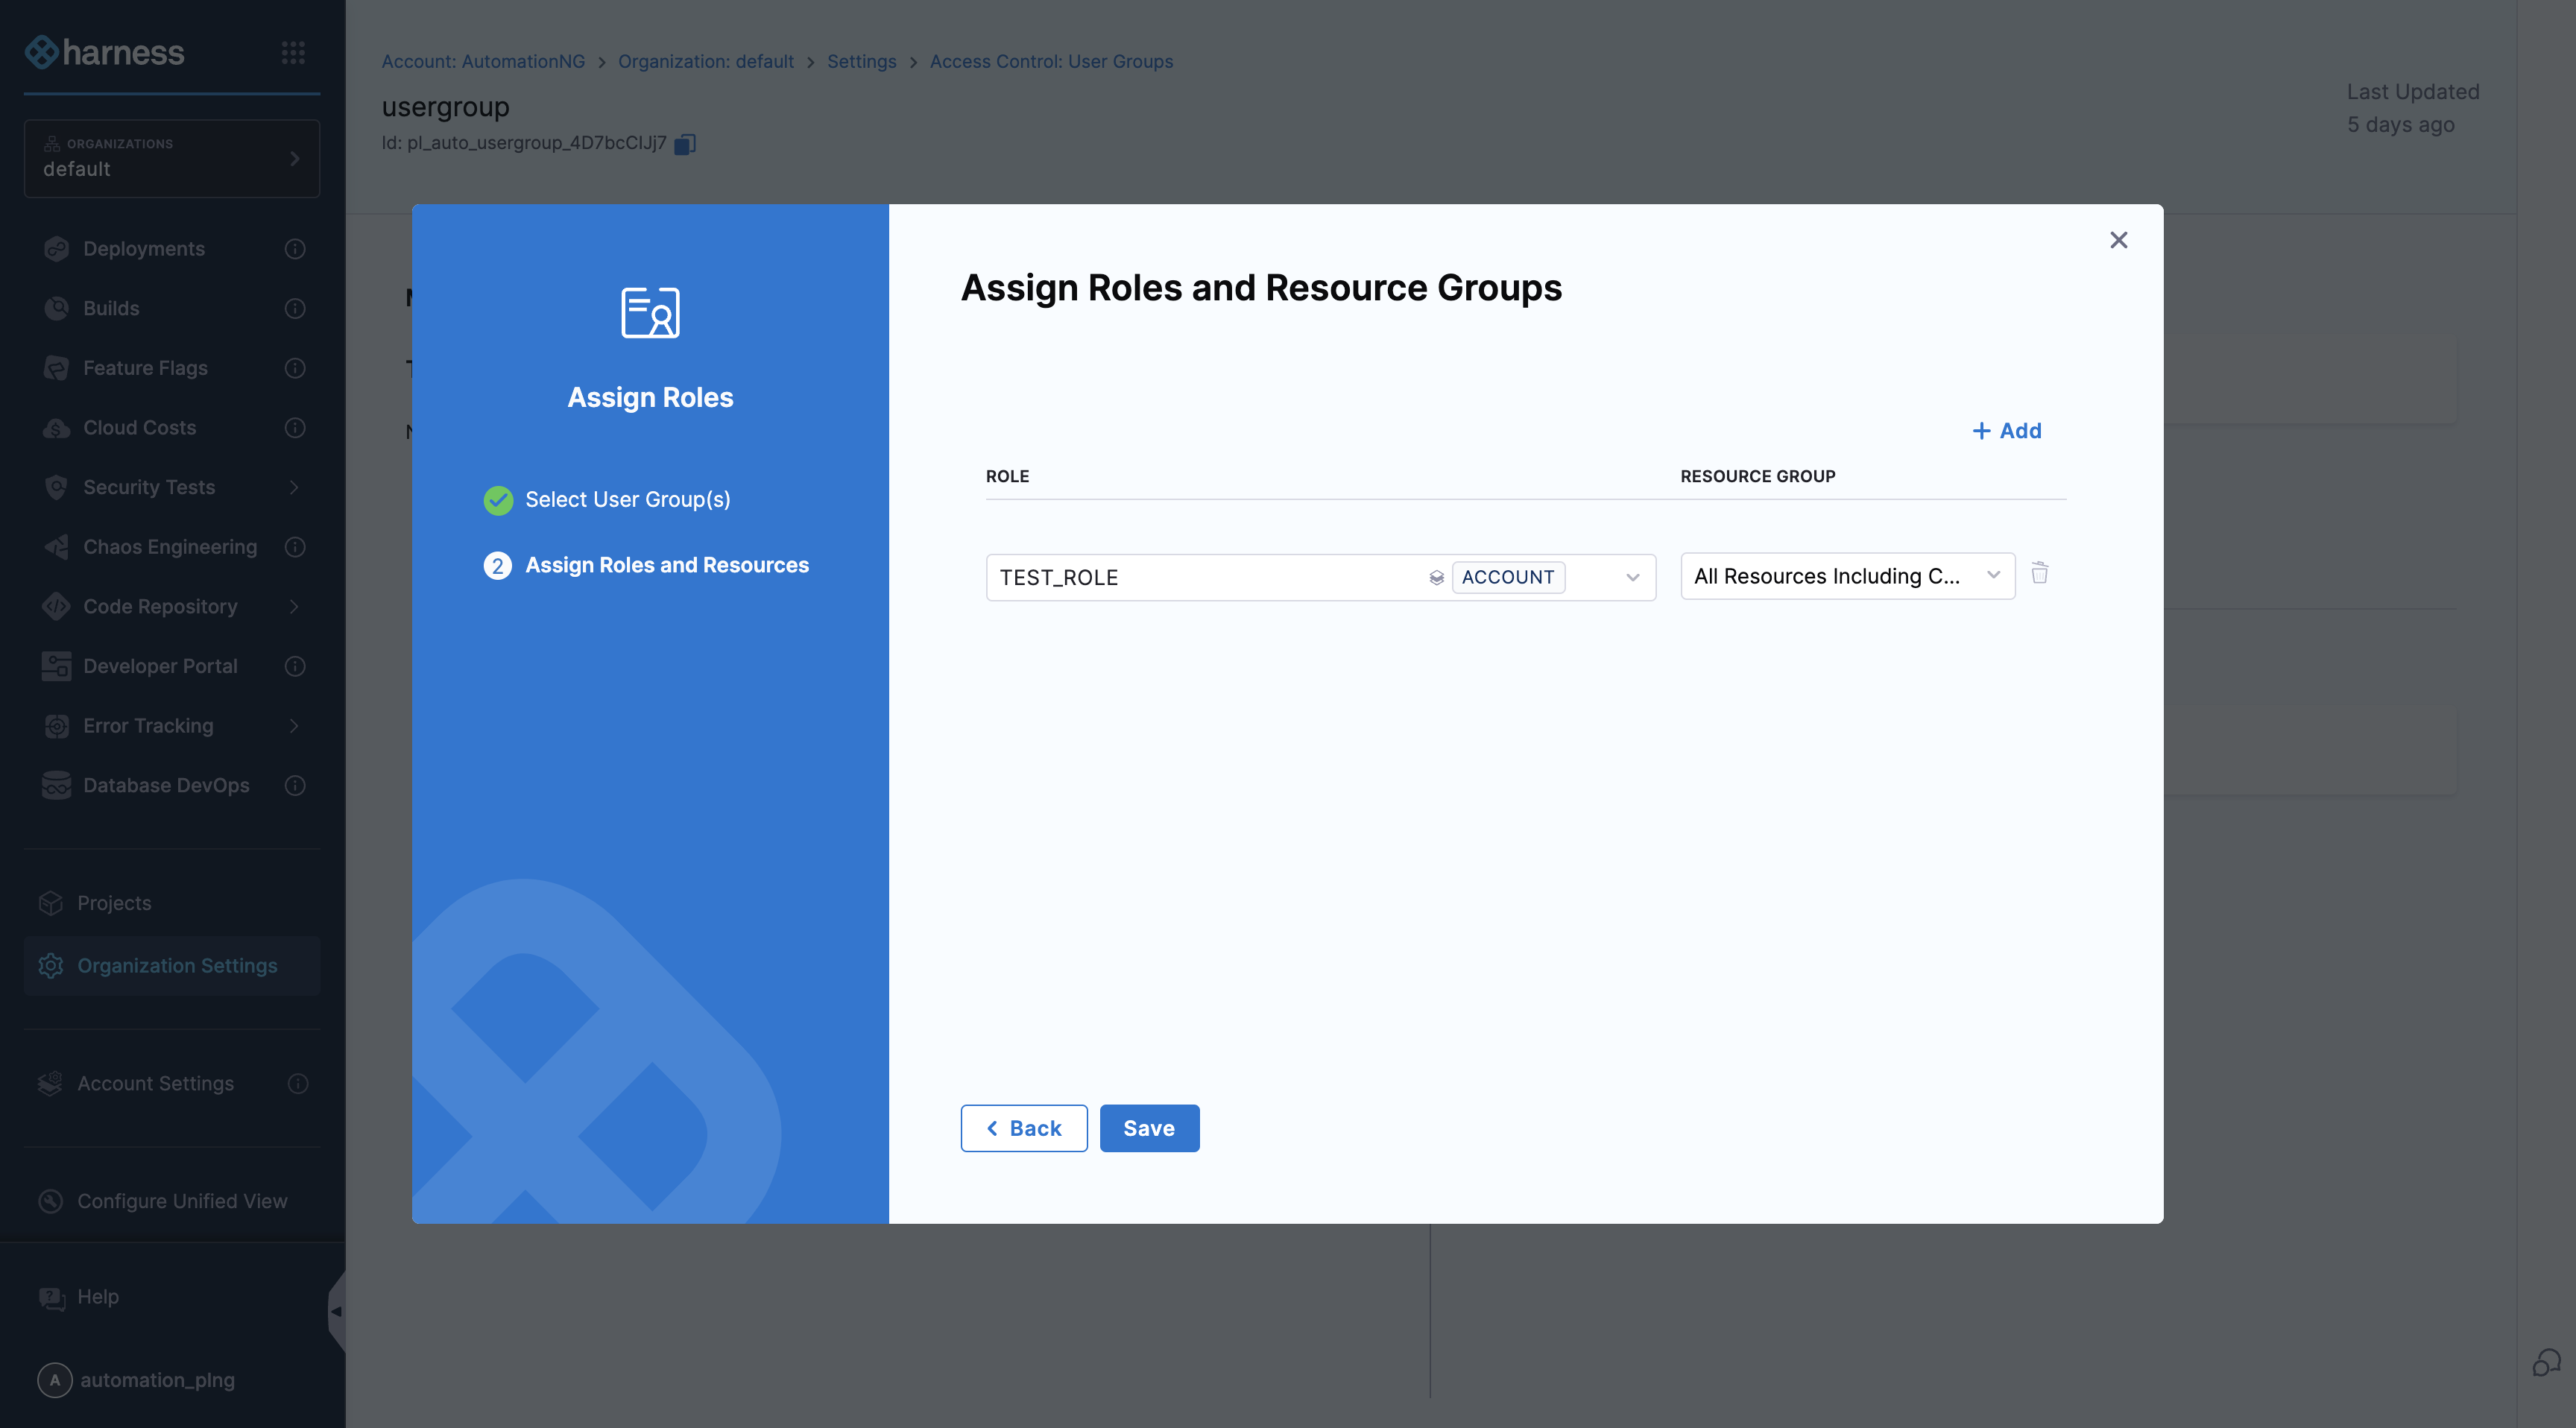 harness
ORGANIZATIONS
default
Deployments
Builds
Feature Flags
Cloud Costs
Security Tests
Chaos Engineering
Code Repository
Developer Portal
Error Tracking
Database DevOps
Projects
Organization Settings
Account Settings
Configure Unified View
Help
A automation_plng
Account: AutomationNG > Organization: default > Settings > Access Control: User Groups
usergroup
Last Updated
5 days ago
Assign Roles
Select User Group(s)
2 Assign Roles and Resources
Assign Roles and Resource Groups
+ Add
ROLE RESOURCE GROUP
TEST_ROLE ACCOUNT All Resources Including C...
Back Save